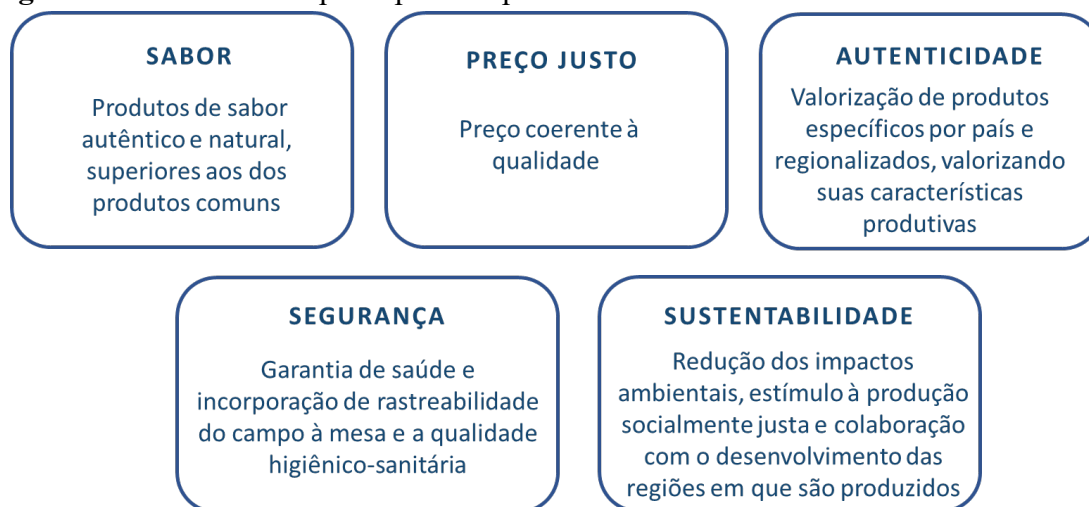 SABOR
Produtos de sabor
autêntico e natural,
superiores aos dos
produtos comuns
PREÇO JUSTO
Preço coerente à
qualidade
AUTENTICIDADE
Valorização de produtos
específicos por país e
regionalizados, valorizando
suas características
produtivas
SEGURANÇA
Garantia de saúde e
incorporação de rastreabilidade
do campo à mesa e a qualidade
higiênico-sanitária
SUSTENTABILIDADE
Redução dos impactos
ambientais, estímulo à produção
socialmente justa e colaboração
com o desenvolvimento das
regiões em que são produzidos